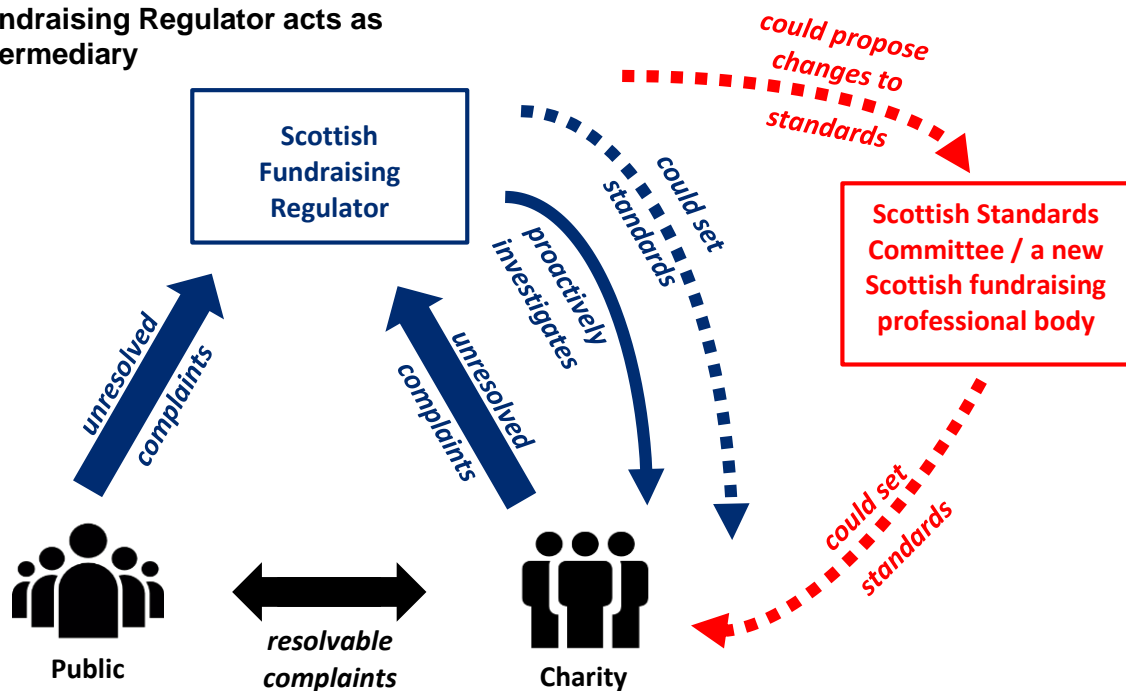 ndraising Regulator acts as
ermediary
could propose
changes to
standards
Scottish
Fundraising
Regulator
could set
standards
proactively
investigates
Scottish Standards
Committee / a new
Scottish fundraising
professional body
unresolved
complaints
unresolved
complaints
could set
standards
resolvable
complaints
Public
Charity